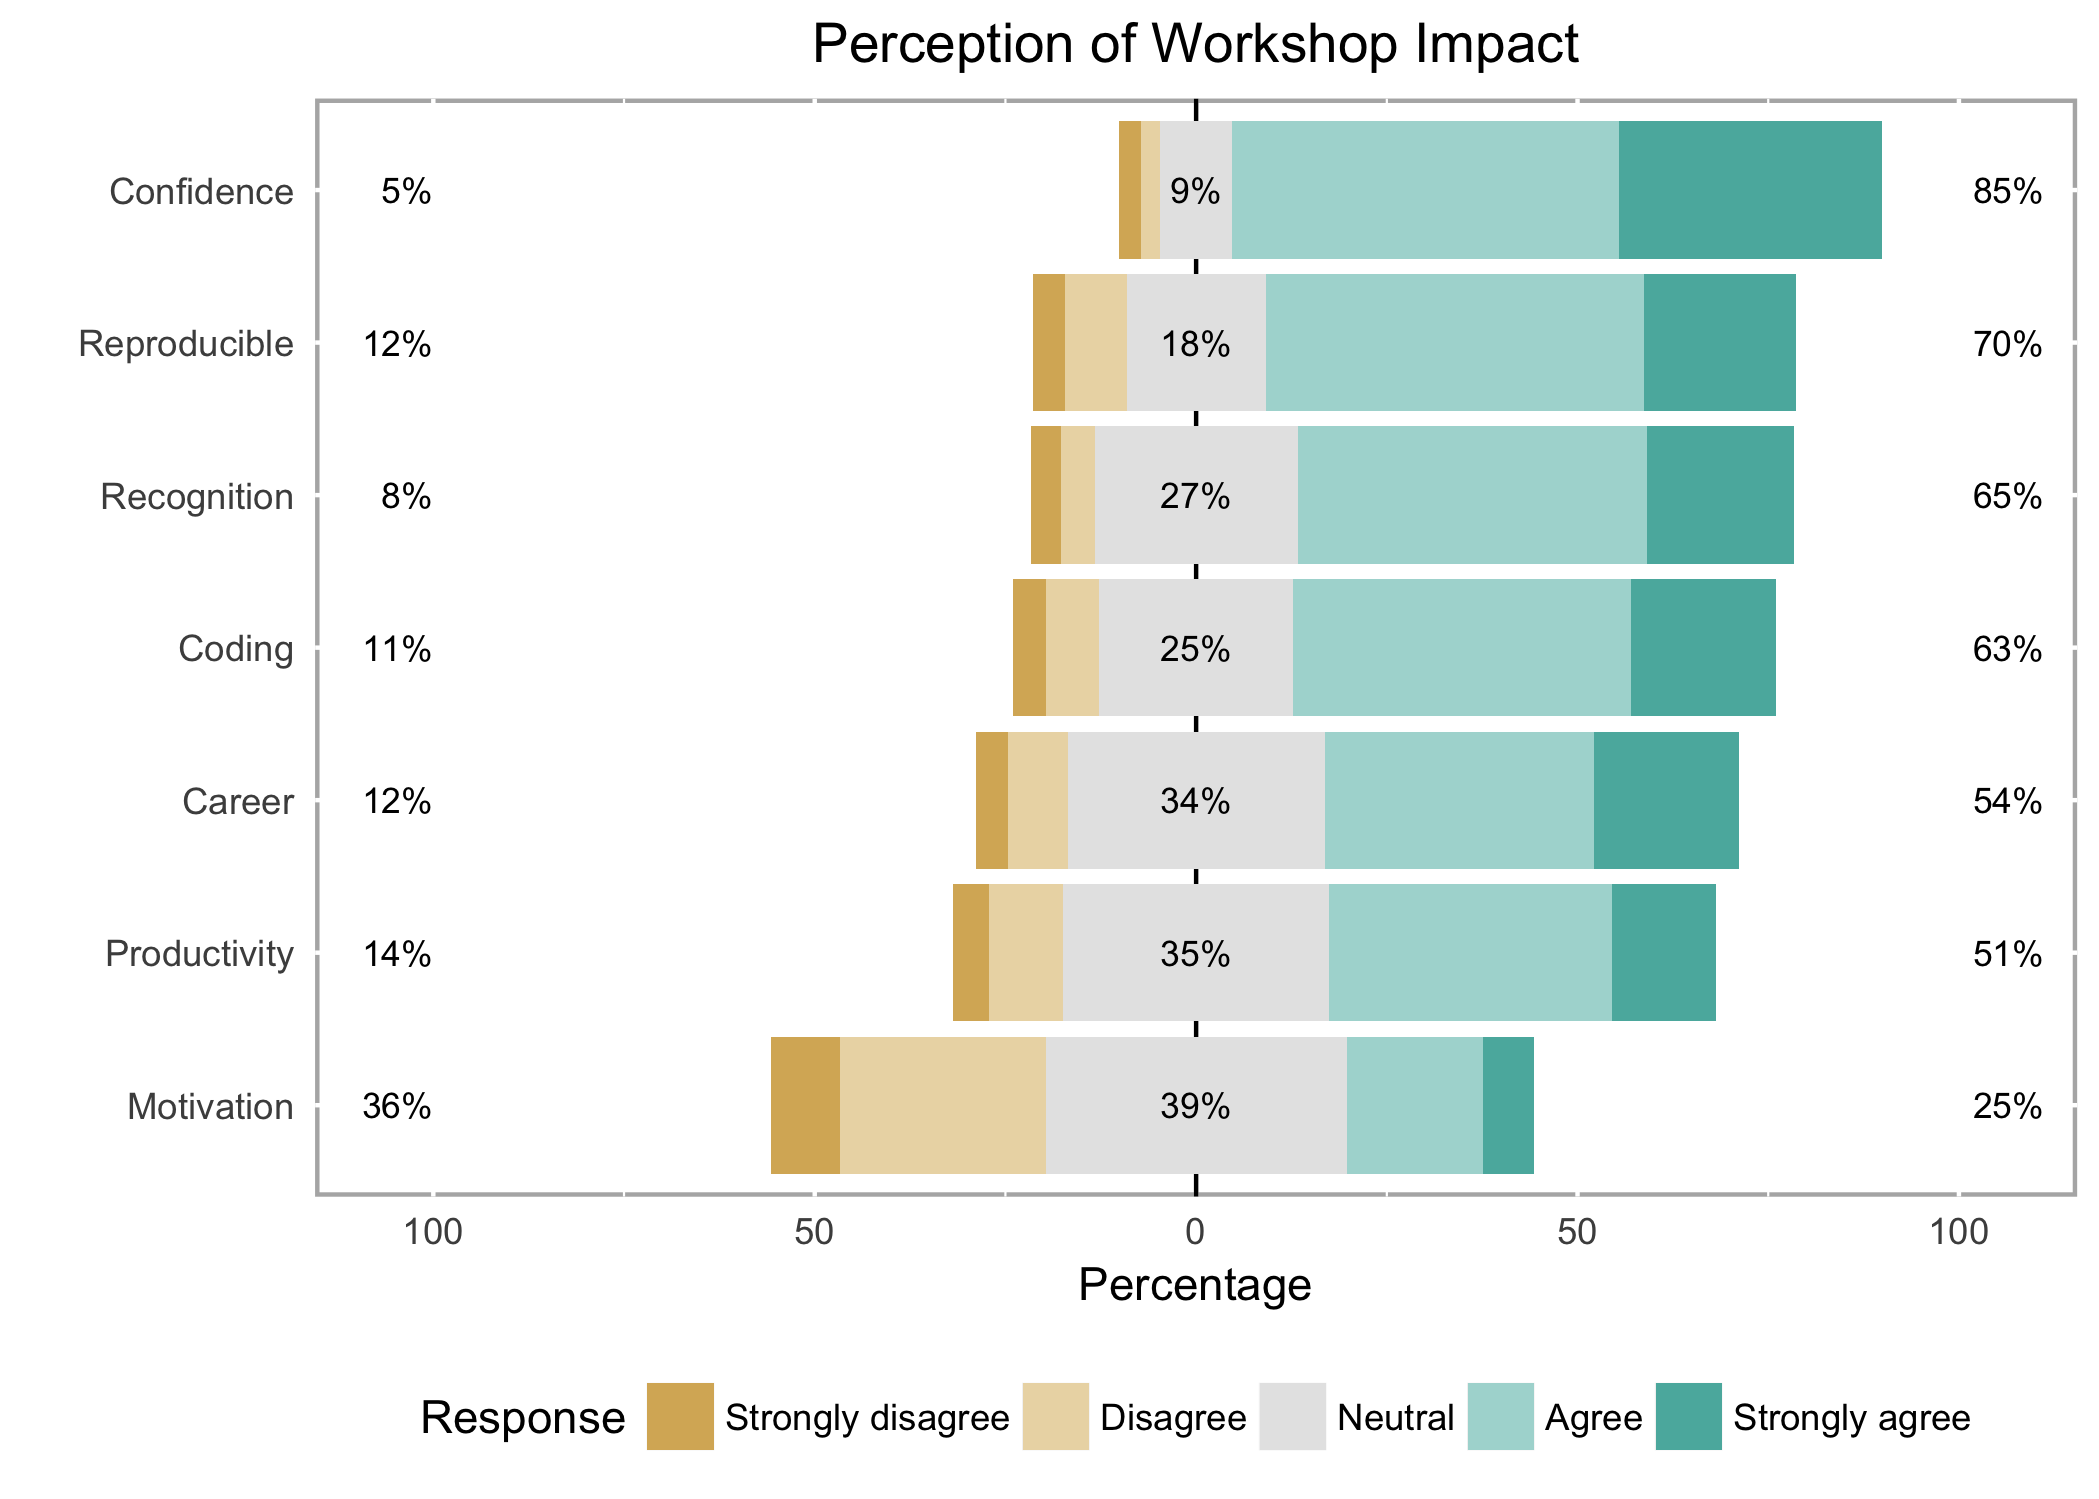 Perception of Workshop Impact
Confidence 5% 9% 85%
Reproducible 12% 18% 70%
Recognition 8% 27% 65%
Coding 11% 25% 63%
Career 12% 34% 54%
Productivity 14% 35% 51%
Motivation 36% 39% 25%
100 50 0 50 100
Percentage
Response Strongly disagree Disagree Neutral Agree Strongly agree